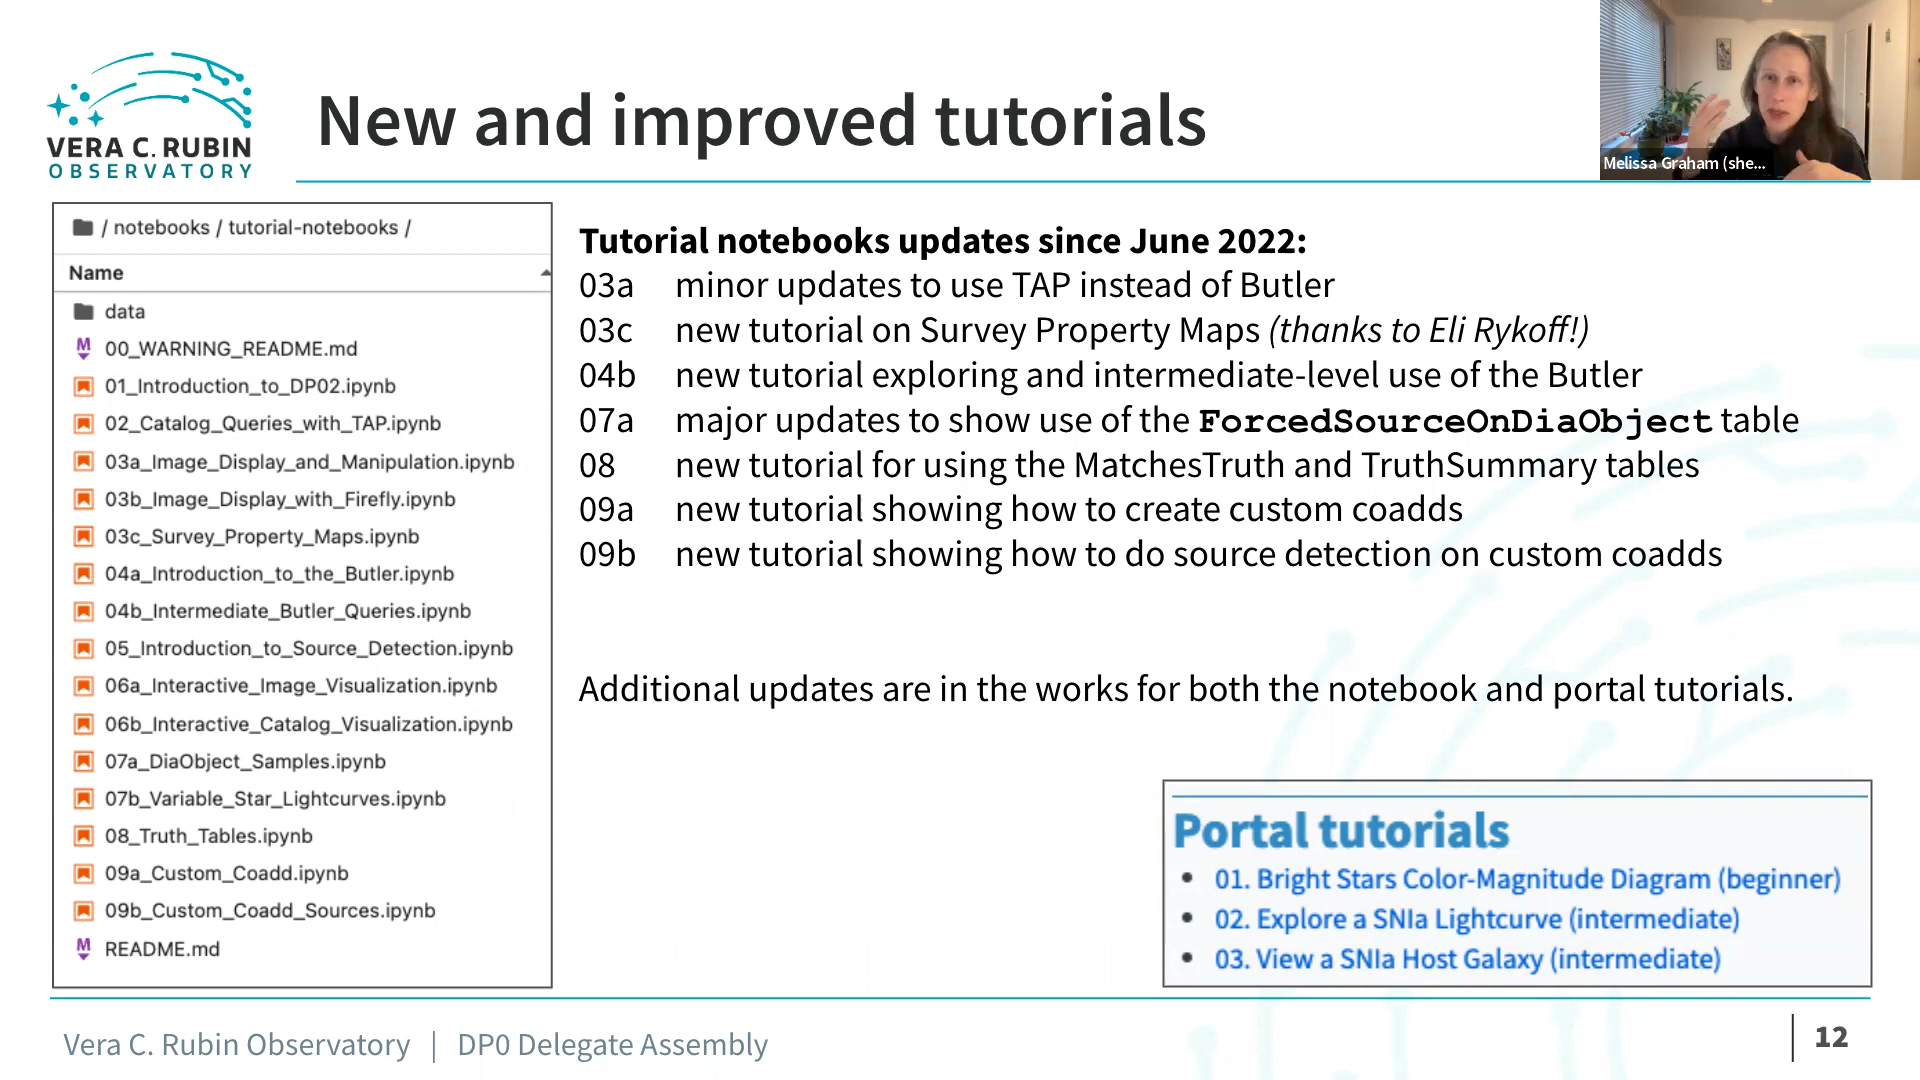 VERA C. RUBIN
OBSERVATORY
New and improved tutorials
Melissa Graham (she...
/ notebooks / tutorial-notebooks /
Name
data
00_WARNING_README.md
01_Introduction_to_DP02.ipynb
02_Catalog_Queries_with_TAP.ipynb
03a_Image_Display_and_Manipulation.ipynb
03b_Image_Display_with_Firefly.ipynb
03c_Survey_Property_Maps.ipynb
04a_Introduction_to_the_Butler.ipynb
04b_Intermediate_Butler_Queries.ipynb
05_Introduction_to_Source_Detection.ipynb
06a_Interactive_Image_Visualization.ipynb
06b_Interactive_Catalog_Visualization.ipynb
07a_DiaObject_Samples.ipynb
07b_Variable_Star_Lightcurves.ipynb
08_Truth_Tables.ipynb
09a_Custom_Coadd.ipynb
09b_Custom_Coadd_Sources.ipynb
README.md
Tutorial notebooks updates since June 2022:
03a minor updates to use TAP instead of Butler
03c new tutorial on Survey Property Maps (thanks to Eli Rykoff!)
04b new tutorial exploring and intermediate-level use of the Butler
07a major updates to show use of the ForcedSourceOnDiaObject table
08 new tutorial for using the MatchesTruth and TruthSummary tables
09a new tutorial showing how to create custom coadds
09b new tutorial showing how to do source detection on custom coadds
Additional updates are in the works for both the notebook and portal tutorials.
Portal tutorials
• 01. Bright Stars Color-Magnitude Diagram (beginner)
• 02. Explore a SNIa Lightcurve (intermediate)
• 03. View a SNIa Host Galaxy (intermediate)
Vera C. Rubin Observatory | DP0 Delegate Assembly
12